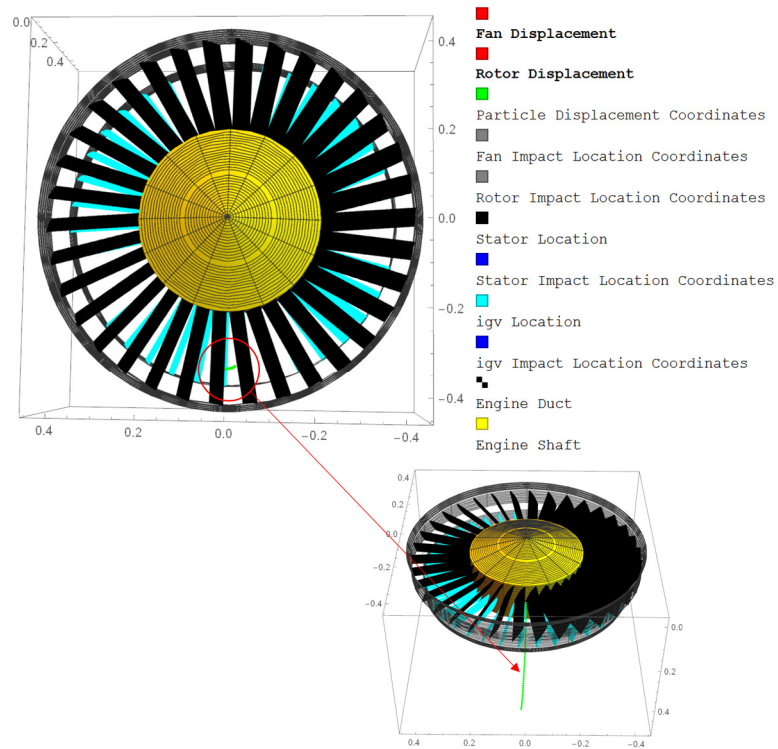 0.0
0.2
0.4
0.4
0.2
0.0
-0.2
-0.4
0.4
0.2
0.0
-0.2
-0.4
Fan Displacement
Rotor Displacement
Particle Displacement Coordinates
Fan Impact Location Coordinates
Rotor Impact Location Coordinates
Stator Location
Stator Impact Location Coordinates
igv Location
igv Impact Location Coordinates
Engine Duct
Engine Shaft
0.4
0.2
0.0
-0.2
-0.4
0.0
0.2
0.4
0.4
0.2
0.0
-0.2
-0.4